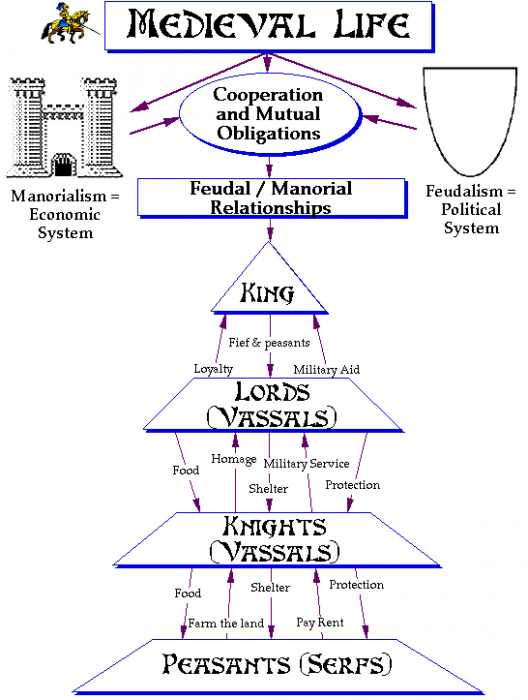 Medieval Life
Cooperation
and Mutual
Obligations
Manorialism =
Economic
System
Feudalism =
Political
System
Feudal / Manorial
Relationships
King
Fief & peasants
Loyalty
Military Aid
Lords
(Vassals)
Food
Homage
Shelter
Military Service
Protection
Knights
(Vassals)
Food
Farm the land
Shelter
Pay Rent
Protection
Peasants (Serfs)